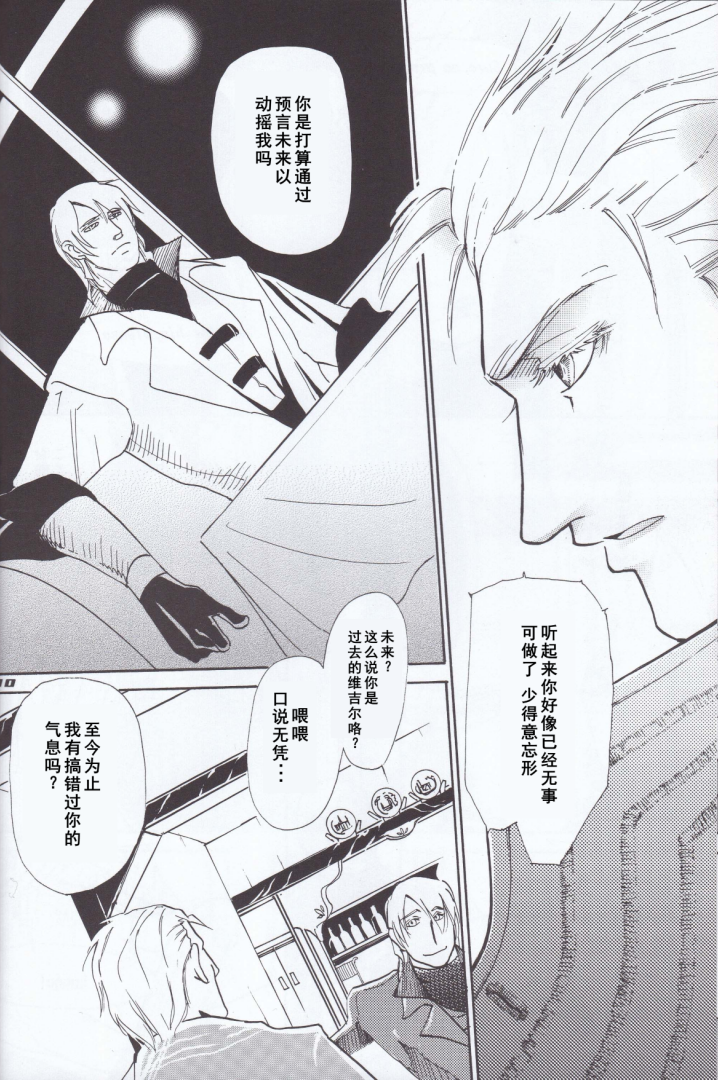 听起来你好像已经无事
可做了 少得意忘形
你是打算通过
预言未来以
动摇我吗
未来？
这么说你是
过去的维吉尔咯？
喂喂
口说无凭···
至今为止
我有搞错过你的
气息吗？
10